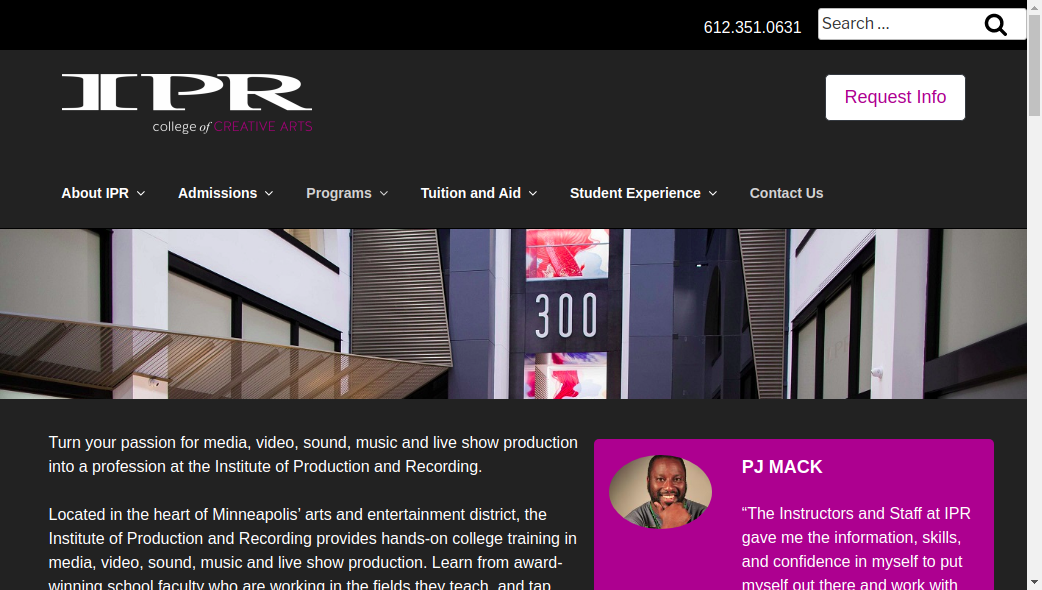 612.351.0631
Search …
IPR
college of CREATIVE ARTS
Request Info
About IPR
Admissions
Programs
Tuition and Aid
Student Experience
Contact Us
300
Turn your passion for media, video, sound, music and live show production
into a profession at the Institute of Production and Recording.
Located in the heart of Minneapolis’ arts and entertainment district, the
Institute of Production and Recording provides hands-on college training in
media, video, sound, music and live show production. Learn from award-
winning school faculty who are working in the fields they teach, and tap
PJ MACK
“The Instructors and Staff at IPR
gave me the information, skills,
and confidence in myself to put
myself out there and work with